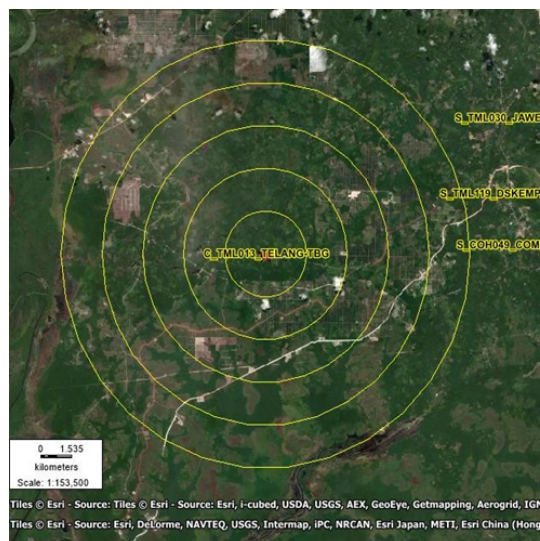 S_TML030_JAWE
S_TML119_DSKEMP
C_TML013_TELANG-TBG
S_COH049_COM
0 1.535
kilometers
Scale: 1:153,500
Tiles © Esri - Source: Tiles © Esri - Source: Esri, i-cubed, USDA, USGS, AEX, GeoEye, Getmapping, Aerogrid, IGN
Tiles © Esri - Source: Esri, DeLorme, NAVTEQ, USGS, Intermap, iPC, NRCAN, Esri Japan, METI, Esri China (Hong